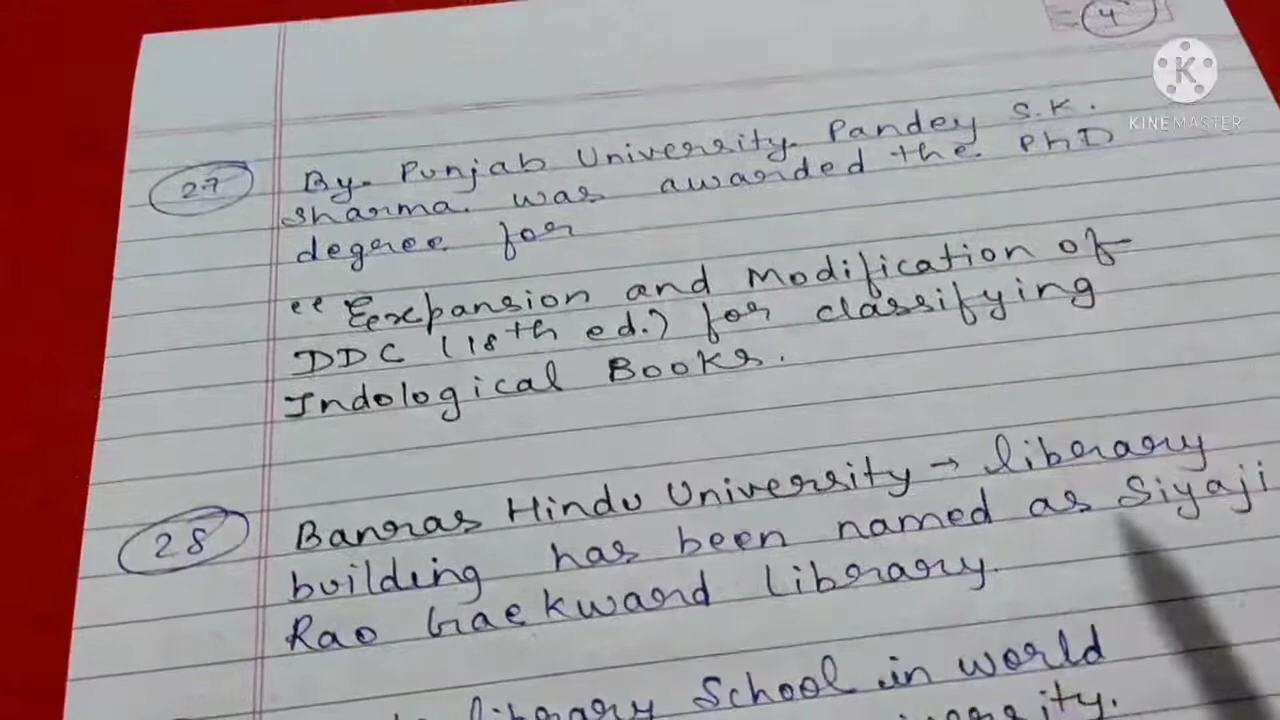 4
K
KINEMASTER
27 By Punjab University Pandey S.K.
Sharma. was awarded the PhD
degree for
"Expansion and Modification of
DDC (18th ed.) for classifying
Indological Books.
28 Banras Hindu University → library
building has been named as Siyaji
Rao Gaekward library.
library School in world